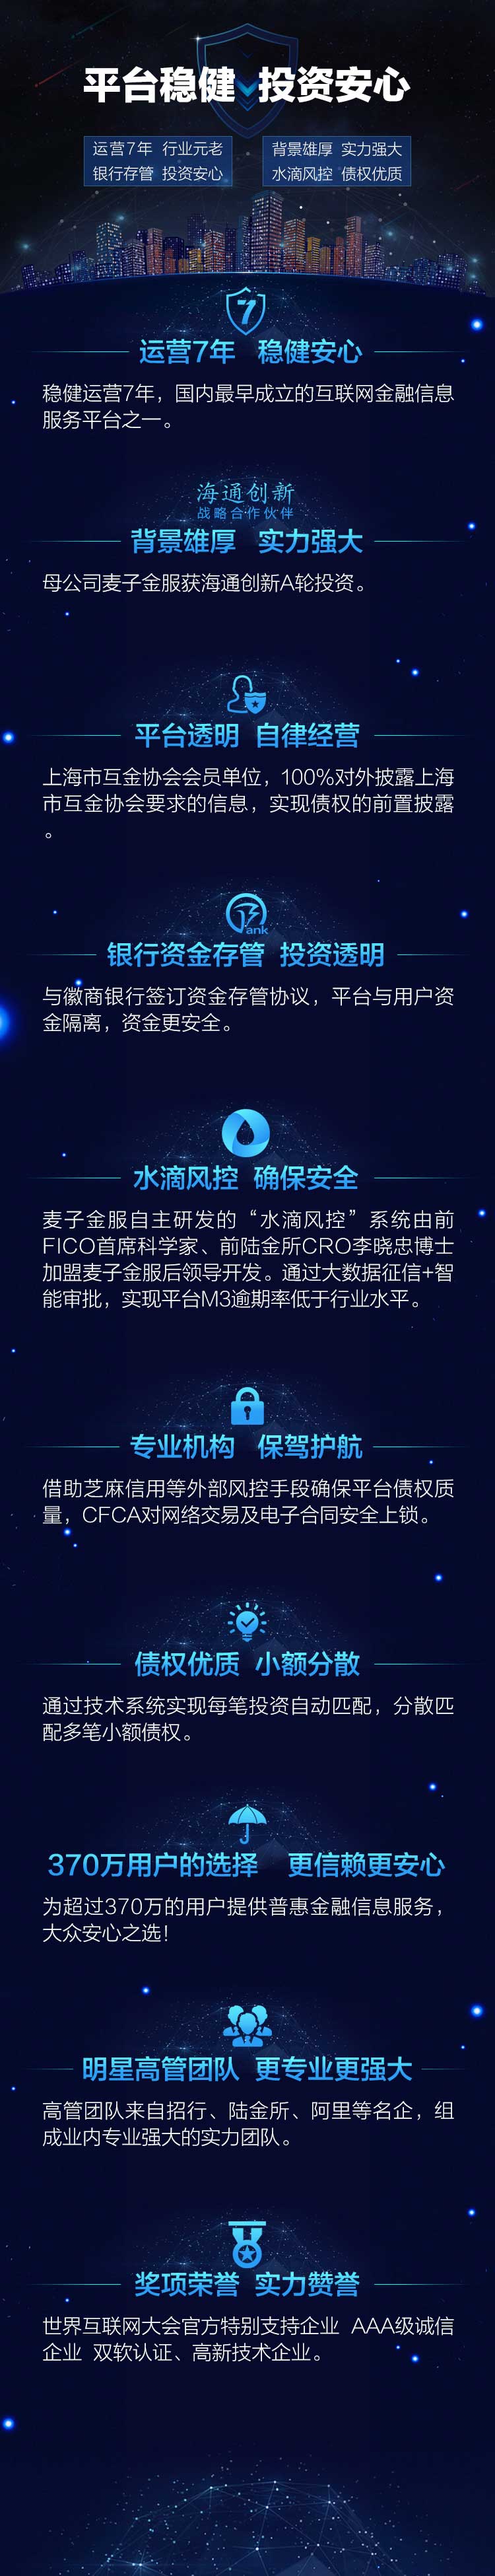 平台稳健 投资安心
运营7年 行业元老
银行存管 投资安心
背景雄厚 实力强大
水滴风控 债权优质
7
运营7年 稳健安心
稳健运营7年，国内最早成立的互联网金融信息
服务平台之一。
海通创新
战略合作伙伴
背景雄厚 实力强大
母公司麦子金服获海通创新A轮投资。
平台透明 自律经营
上海市互金协会会员单位，100%对外披露上海
市互金协会要求的信息，实现债权的前置披露
。
ank
银行资金存管 投资透明
与徽商银行签订资金存管协议，平台与用户资
金隔离，资金更安全。
水滴风控 确保安全
麦子金服自主研发的“水滴风控”系统由前
FICO首席科学家、前陆金所CRO李晓忠博士
加盟麦子金服后领导开发。通过大数据征信+智
能审批，实现平台M3逾期率低于行业水平。
专业机构 保驾护航
借助芝麻信用等外部风控手段确保平台债权质
量，CFCA对网络交易及电子合同安全上锁。
债权优质 小额分散
通过技术系统实现每笔投资自动匹配，分散匹
配多笔小额债权。
370万用户的选择 更信赖更安心
为超过370万的用户提供普惠金融信息服务，
大众安心之选！
明星高管团队 更专业更强大
高管团队来自招行、陆金所、阿里等名企，组
成业内专业强大的实力团队。
奖项荣誉 实力赞誉
世界互联网大会官方特别支持企业 AAA级诚信
企业 双软认证、高新技术企业。